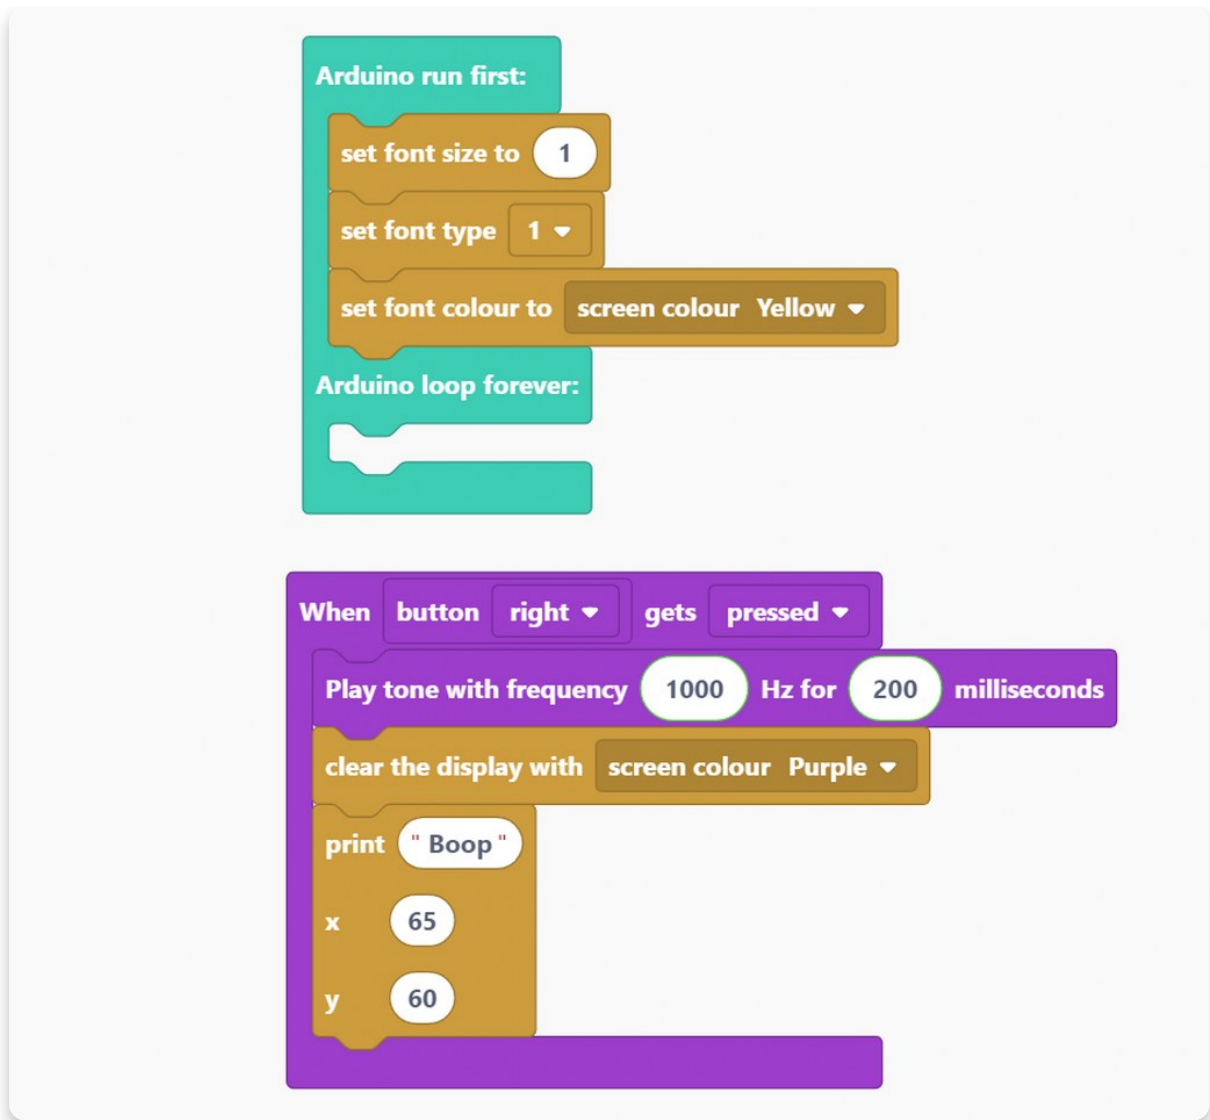 Arduino run first:
set font size to 1
set font type 1
set font colour to screen colour Yellow
Arduino loop forever:
When button right gets pressed
Play tone with frequency 1000 Hz for 200 milliseconds
clear the display with screen colour Purple
print " Boop "
x 65
y 60